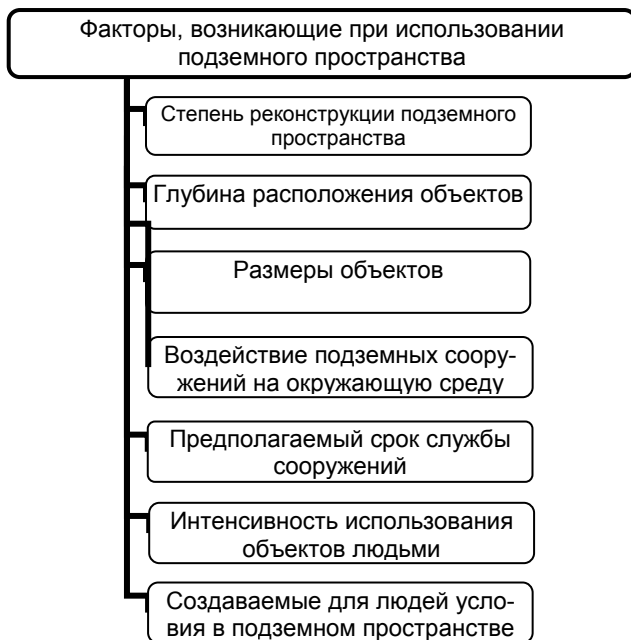 Факторы, возникающие при использовании
подземного пространства
Степень реконструкции подземного
пространства
Глубина расположения объектов
Размеры объектов
Воздействие подземных соору-
жений на окружающую среду
Предполагаемый срок службы
сооружений
Интенсивность использования
объектов людьми
Создаваемые для людей усло-
вия в подземном пространстве